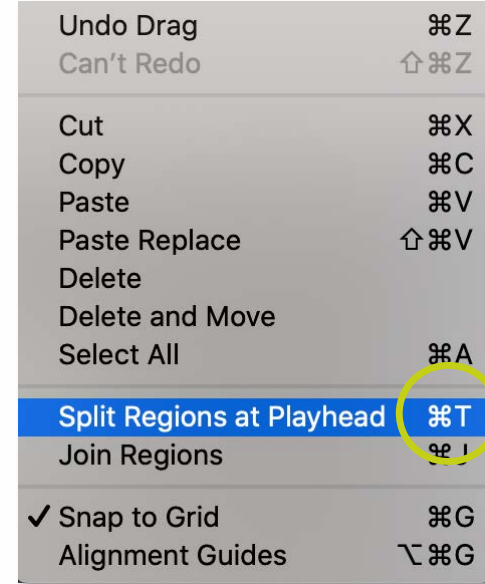 Undo Drag ⌘Z
Can't Redo ⇧⌘Z
Cut ⌘X
Copy ⌘C
Paste ⌘V
Paste Replace ⇧⌘V
Delete
Delete and Move
Select All ⌘A
Split Regions at Playhead ⌘T
Join Regions ⌘J
✓ Snap to Grid ⌘G
Alignment Guides ⌥⌘G